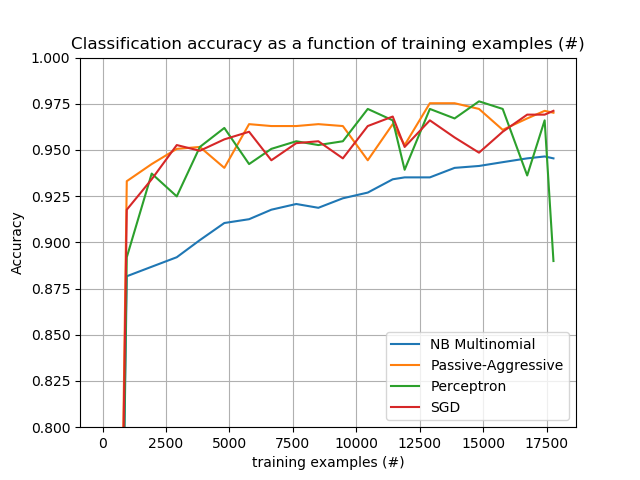 Classification accuracy as a function of training examples (#)
1.000
0.975
0.950
0.925
0.900
0.875
0.850
0.825
0.800
Accuracy
NB Multinomial
Passive-Aggressive
Perceptron
SGD
0 2500 5000 7500 10000 12500 15000 17500
training examples (#)